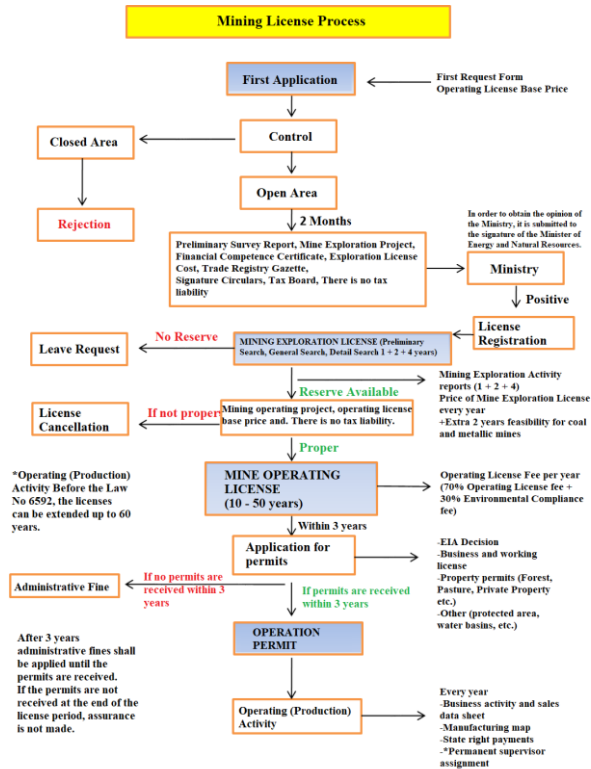 Mining License Process
First Application
First Request Form
Operating License Base Price
Control
Closed Area
Open Area
Rejection
2 Months
In order to obtain the opinion of
the Ministry, it is submitted to
the signature of the Minister of
Energy and Natural Resources.
Preliminary Survey Report, Mine Exploration Project,
Financial Competence Certificate, Exploration License
Cost, Trade Registry Gazette,
Signature Circulars, Tax Board, There is no tax
liability
Ministry
Positive
License
Registration
No Reserve
Leave Request
MINING EXPLORATION LICENSE (Preliminary
Search, General Search, Detail Search 1 + 2 + 4 years)
Reserve Available
Mining Exploration Activity
reports (1 + 2 + 4)
Price of Mine Exploration License
every year
+Extra 2 years feasibility for coal
and metallic mines
License
Cancellation
If not proper
Mining operating project, operating license
base price and. There is no tax liability.
Proper
*Operating (Production)
Activity Before the Law
No 6592, the licenses
can be extended up to 60
years.
MINE OPERATING
LICENSE
(10 - 50 years)
Operating License Fee per year
(70% Operating License fee +
30% Environmental Compliance
fee)
Within 3 years
Application for
permits
-EIA Decision
-Business and working
license
-Property permits (Forest,
Pasture, Private Property
etc.)
-Other (protected area,
water basins, etc.)
Administrative Fine
If no permits are
received within 3
years
If permits are received
within 3 years
OPERATION
PERMIT
After 3 years
administrative fines shall
be applied until the
permits are received.
If the permits are not
received at the end of the
license period, assurance
is not made.
Operating (Production)
Activity
Every year
-Business activity and sales
data sheet
-Manufacturing map
-State right payments
-*Permanent supervisor
assignment